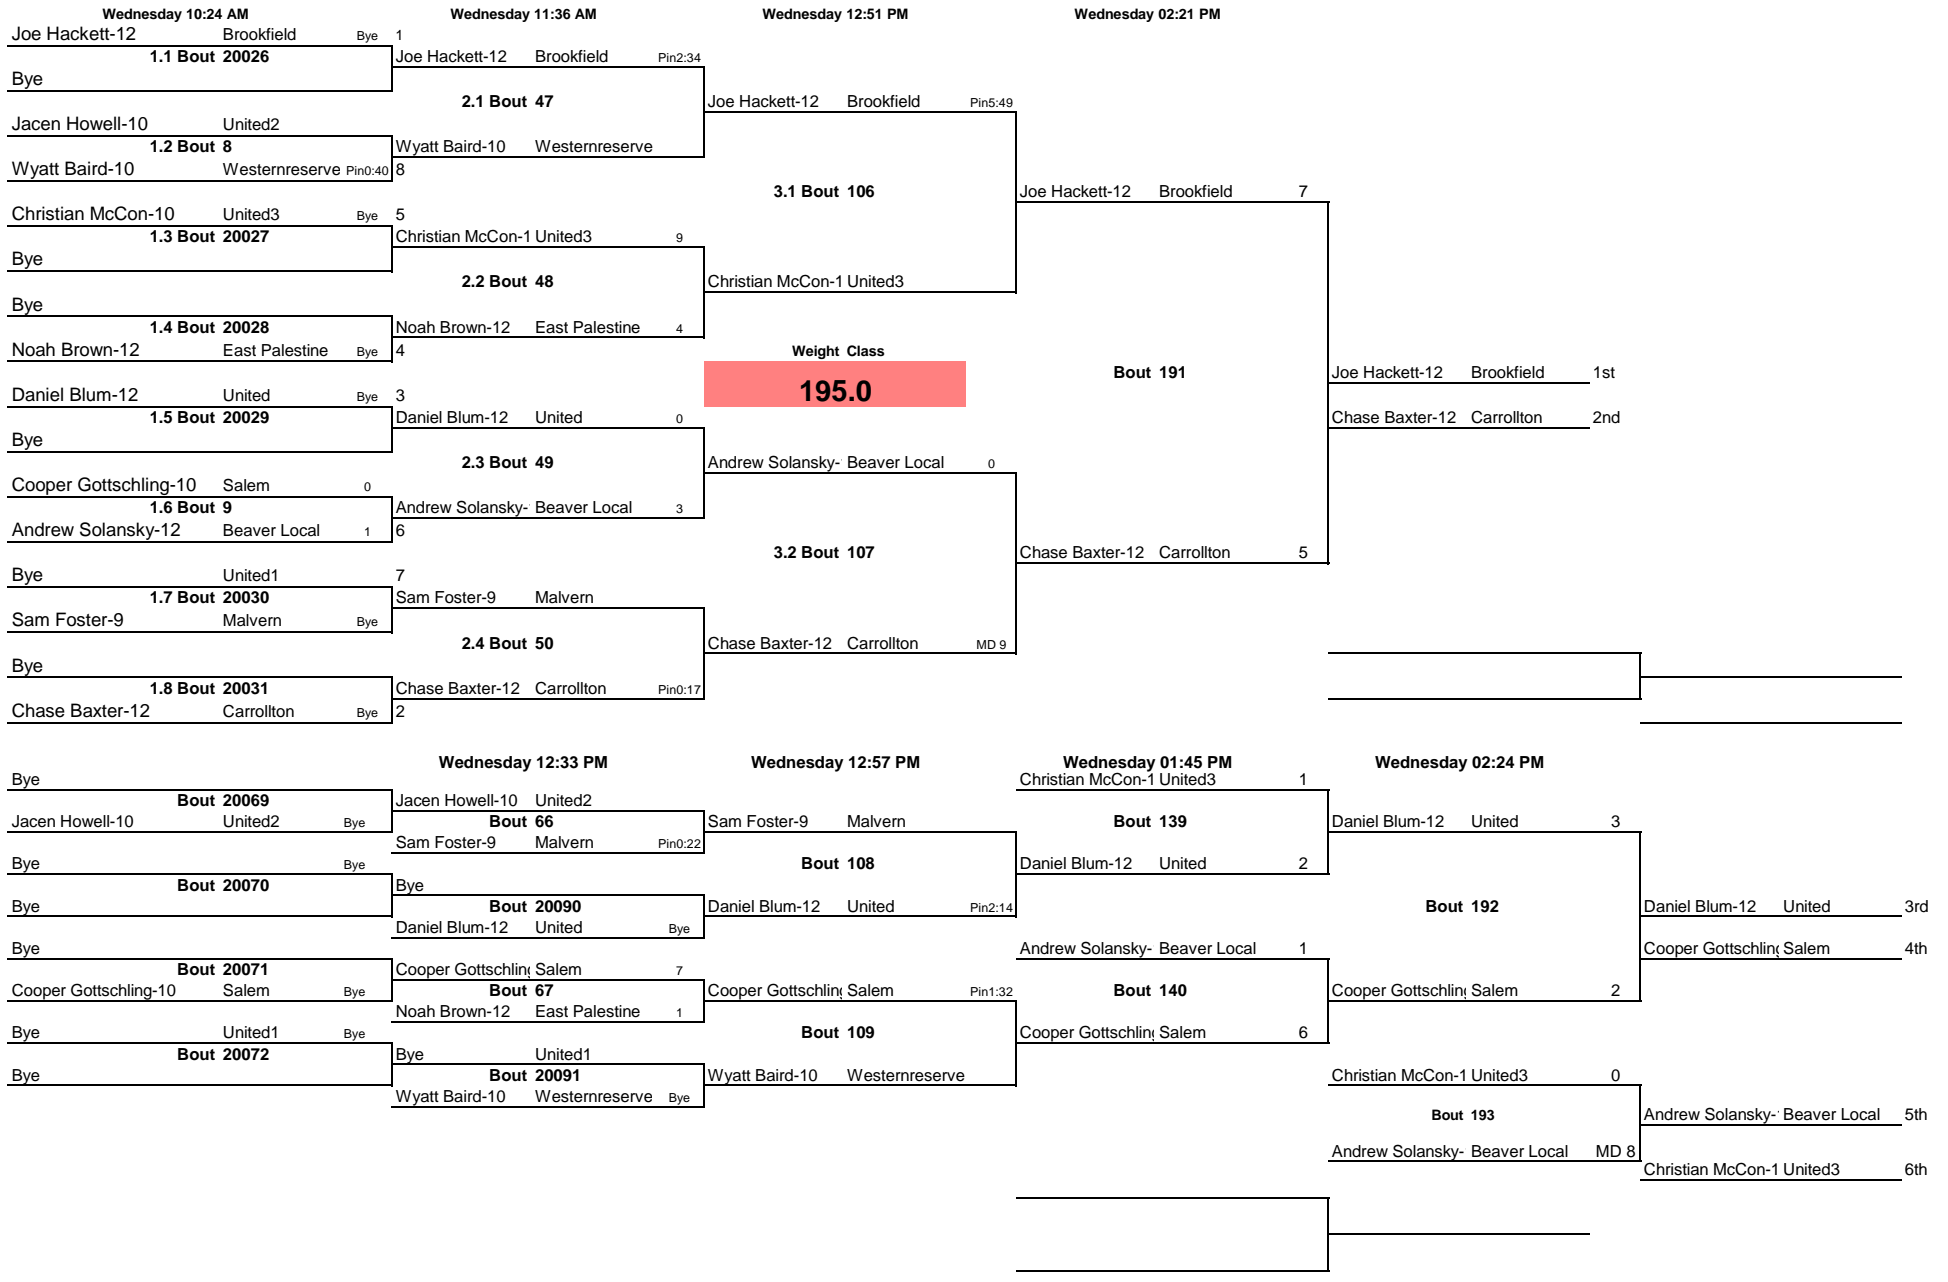 Wednesday 10:24 AM Wednesday 11:36 AM Wednesday 12:51 PM Wednesday 02:21 PM
Joe Hackett-12 Brookfield Bye 1
1.1 Bout 20026 Joe Hackett-12 Brookfield Pin2:34
Bye
2.1 Bout 47 Joe Hackett-12 Brookfield Pin5:49
Jacen Howell-10 United2
1.2 Bout 8 Wyatt Baird-10 Westernreserve
Wyatt Baird-10 Westernreserve Pin0:40 8
3.1 Bout 106 Joe Hackett-12 Brookfield 7
Christian McCon-10 United3 Bye 5
1.3 Bout 20027 Christian McCon-1 United3 9
Bye
2.2 Bout 48 Christian McCon-1 United3
Bye
1.4 Bout 20028 Noah Brown-12 East Palestine 4
Noah Brown-12 East Palestine Bye 4 Weight Class
Bout 191 Joe Hackett-12 Brookfield 1st
Daniel Blum-12 United Bye 3 195.0
1.5 Bout 20029 Daniel Blum-12 United 0 Chase Baxter-12 Carrollton 2nd
Bye
2.3 Bout 49 Andrew Solansky- Beaver Local 0
Cooper Gottschling-10 Salem 0
1.6 Bout 9 Andrew Solansky- Beaver Local 3
Andrew Solansky-12 Beaver Local 1 6
3.2 Bout 107 Chase Baxter-12 Carrollton 5
Bye United1 7
1.7 Bout 20030 Sam Foster-9 Malvern
Sam Foster-9 Malvern Bye
2.4 Bout 50 Chase Baxter-12 Carrollton MD 9
Bye
1.8 Bout 20031 Chase Baxter-12 Carrollton Pin0:17
Chase Baxter-12 Carrollton Bye 2
Wednesday 12:33 PM Wednesday 12:57 PM Wednesday 01:45 PM Wednesday 02:24 PM
Bye Christian McCon-1 United3 1
Bout 20069 Jacen Howell-10 United2
Jacen Howell-10 United2 Bye Bout 66 Sam Foster-9 Malvern Bout 139 Daniel Blum-12 United 3
Sam Foster-9 Malvern Pin0:22
Bye Bye Bout 108 Daniel Blum-12 United 2
Bout 20070 Bye
Bye Bout 20090 Daniel Blum-12 United Pin2:14 Bout 192 Daniel Blum-12 United 3rd
Daniel Blum-12 United Bye
Bye Andrew Solansky- Beaver Local 1 Cooper Gottschling Salem 4th
Bout 20071 Cooper Gottschling Salem 7
Cooper Gottschling-10 Salem Bye Bout 67 Cooper Gottschling Salem Pin1:32 Bout 140 Cooper Gottschling Salem 2
Noah Brown-12 East Palestine 1
Bye United1 Bye Bout 109 Cooper Gottschling Salem 6
Bout 20072 Bye United1
Bye Bout 20091 Wyatt Baird-10 Westernreserve Christian McCon-1 United3 0
Wyatt Baird-10 Westernreserve Bye
Bout 193 Andrew Solansky- Beaver Local 5th
Andrew Solansky- Beaver Local MD 8
Christian McCon-1 United3 6th